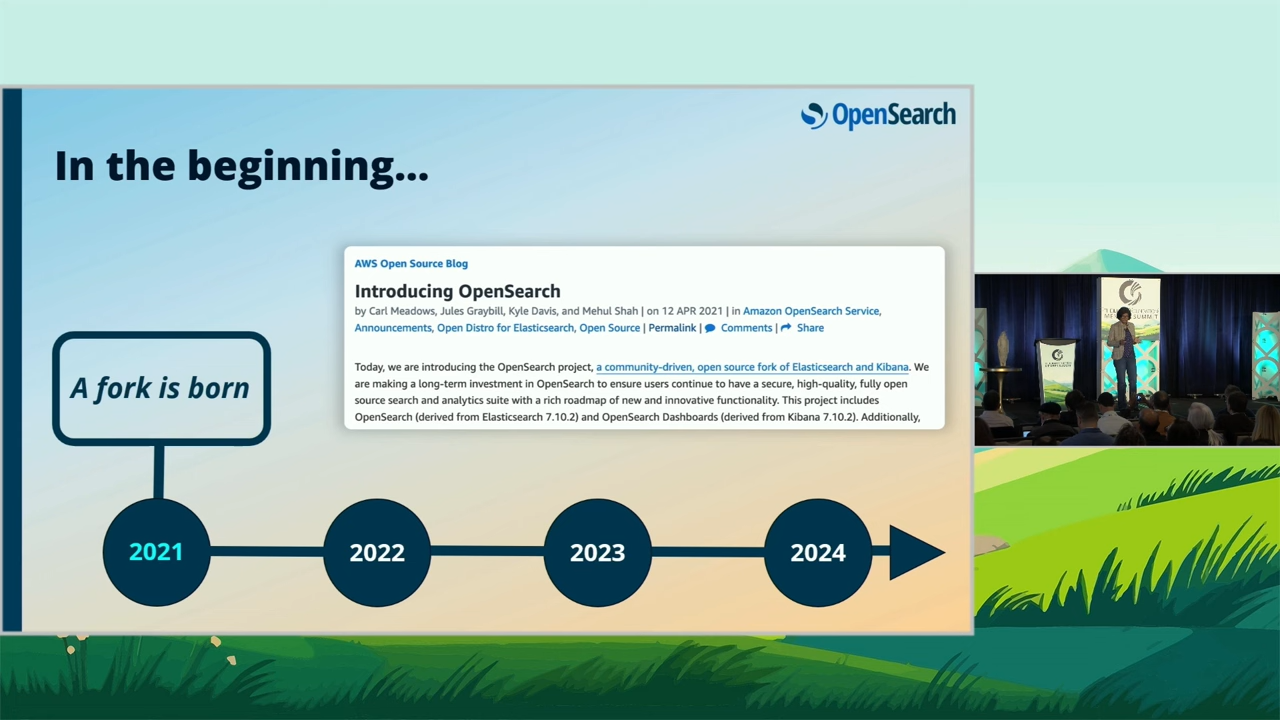 OpenSearch
In the beginning...
AWS Open Source Blog
Introducing OpenSearch
by Carl Meadows, Jules Graybill, Kyle Davis, and Mehul Shah | on 12 APR 2021 | in Amazon OpenSearch Service,
Announcements, Open Distro for Elasticsearch, Open Source | Permalink | Comments | Share
Today, we are introducing the OpenSearch project, a community-driven, open source fork of Elasticsearch and Kibana. We
are making a long-term investment in OpenSearch to ensure users continue to have a secure, high-quality, fully open
source search and analytics suite with a rich roadmap of new and innovative functionality. This project includes
OpenSearch (derived from Elasticsearch 7.10.2) and OpenSearch Dashboards (derived from Kibana 7.10.2). Additionally,
A fork is born
2021
2022
2023
2024